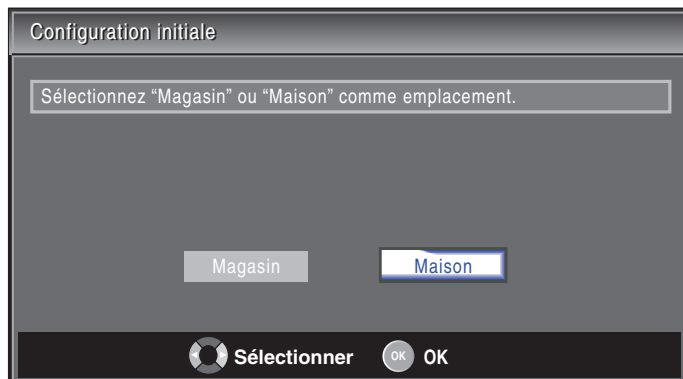 Configuration initiale
Sélectionnez “Magasin” ou “Maison” comme emplacement.
Magasin Maison
Sélectionner OK OK